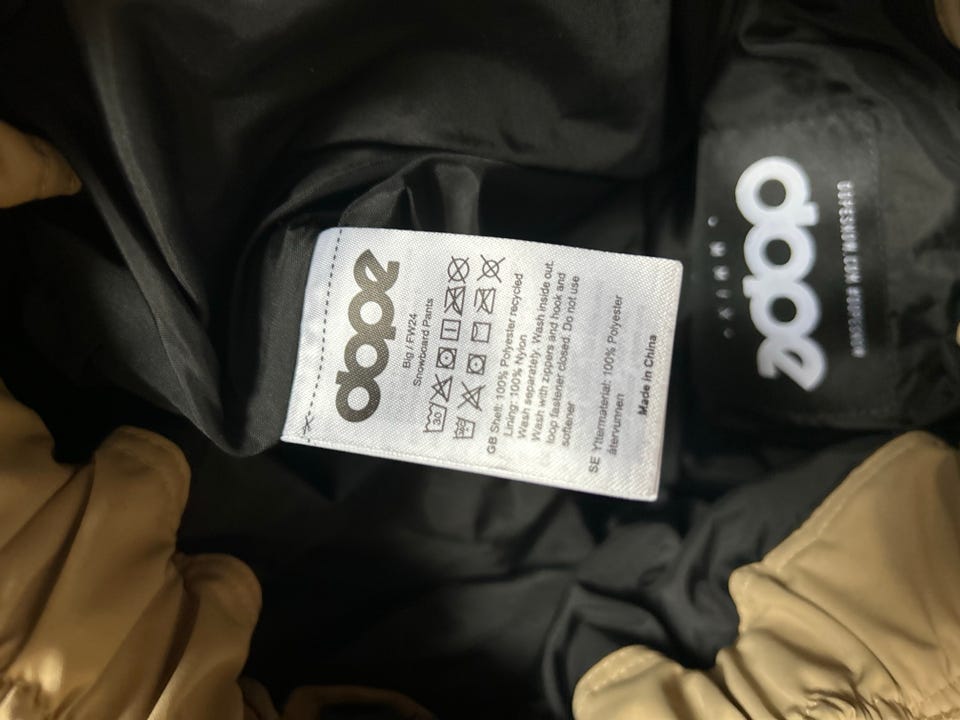 dope
Big / FW24
Snowboard Pants
30
GB Shell: 100% Polyester recycled
Lining: 100% Nylon
Wash separately. Wash inside out.
Wash with zippers and hook and
loop fastener closed. Do not use
softener
SE Yttermaterial: 100% Polyester
återvunnen
Made in China
dope